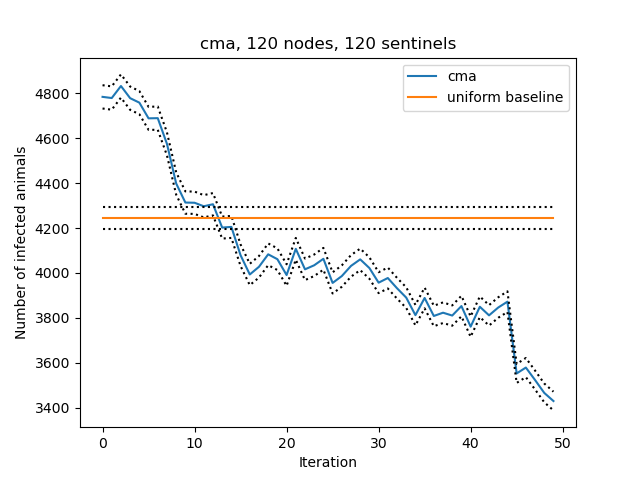 cma, 120 nodes, 120 sentinels
cma
uniform baseline
Number of infected animals
4800
4600
4400
4200
4000
3800
3600
3400
0 10 20 30 40 50
Iteration